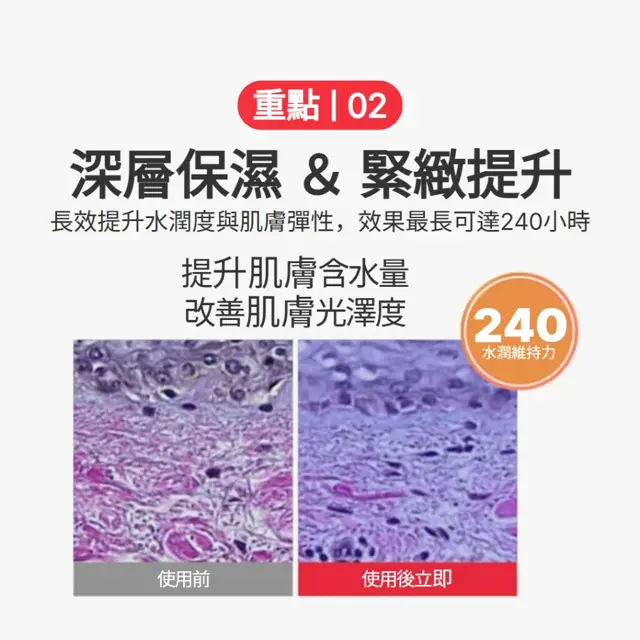 重點 | 02
深層保濕 & 緊緻提升
長效提升水潤度與肌膚彈性，效果最長可達240小時
提升肌膚含水量
改善肌膚光澤度
240
水潤維持力
使用前
使用後立即